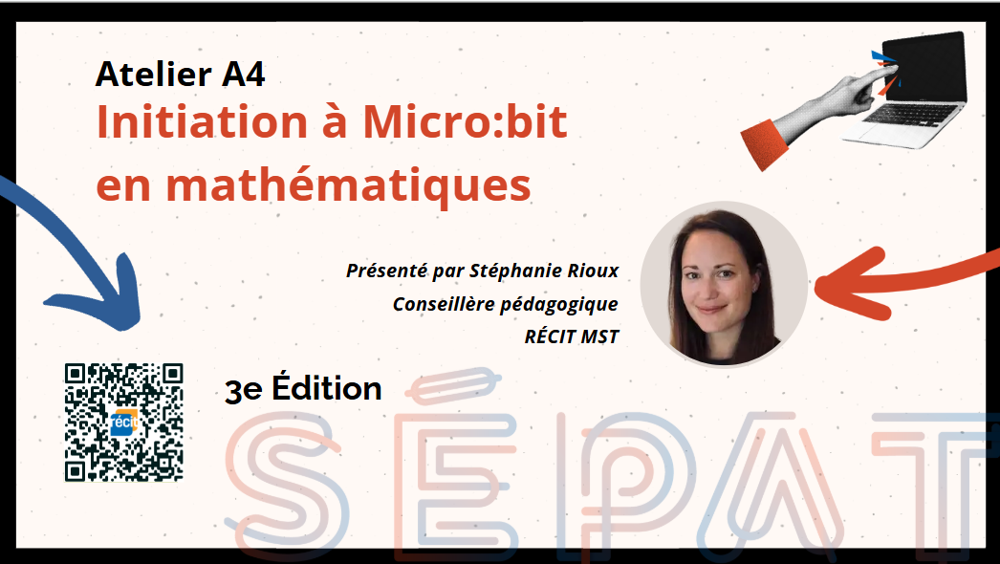 Atelier A4
Initiation à Micro:bit
en mathématiques
Présenté par Stéphanie Rioux
Conseillère pédagogique
RÉCIT MST
récit
3e Édition
SÉPAT